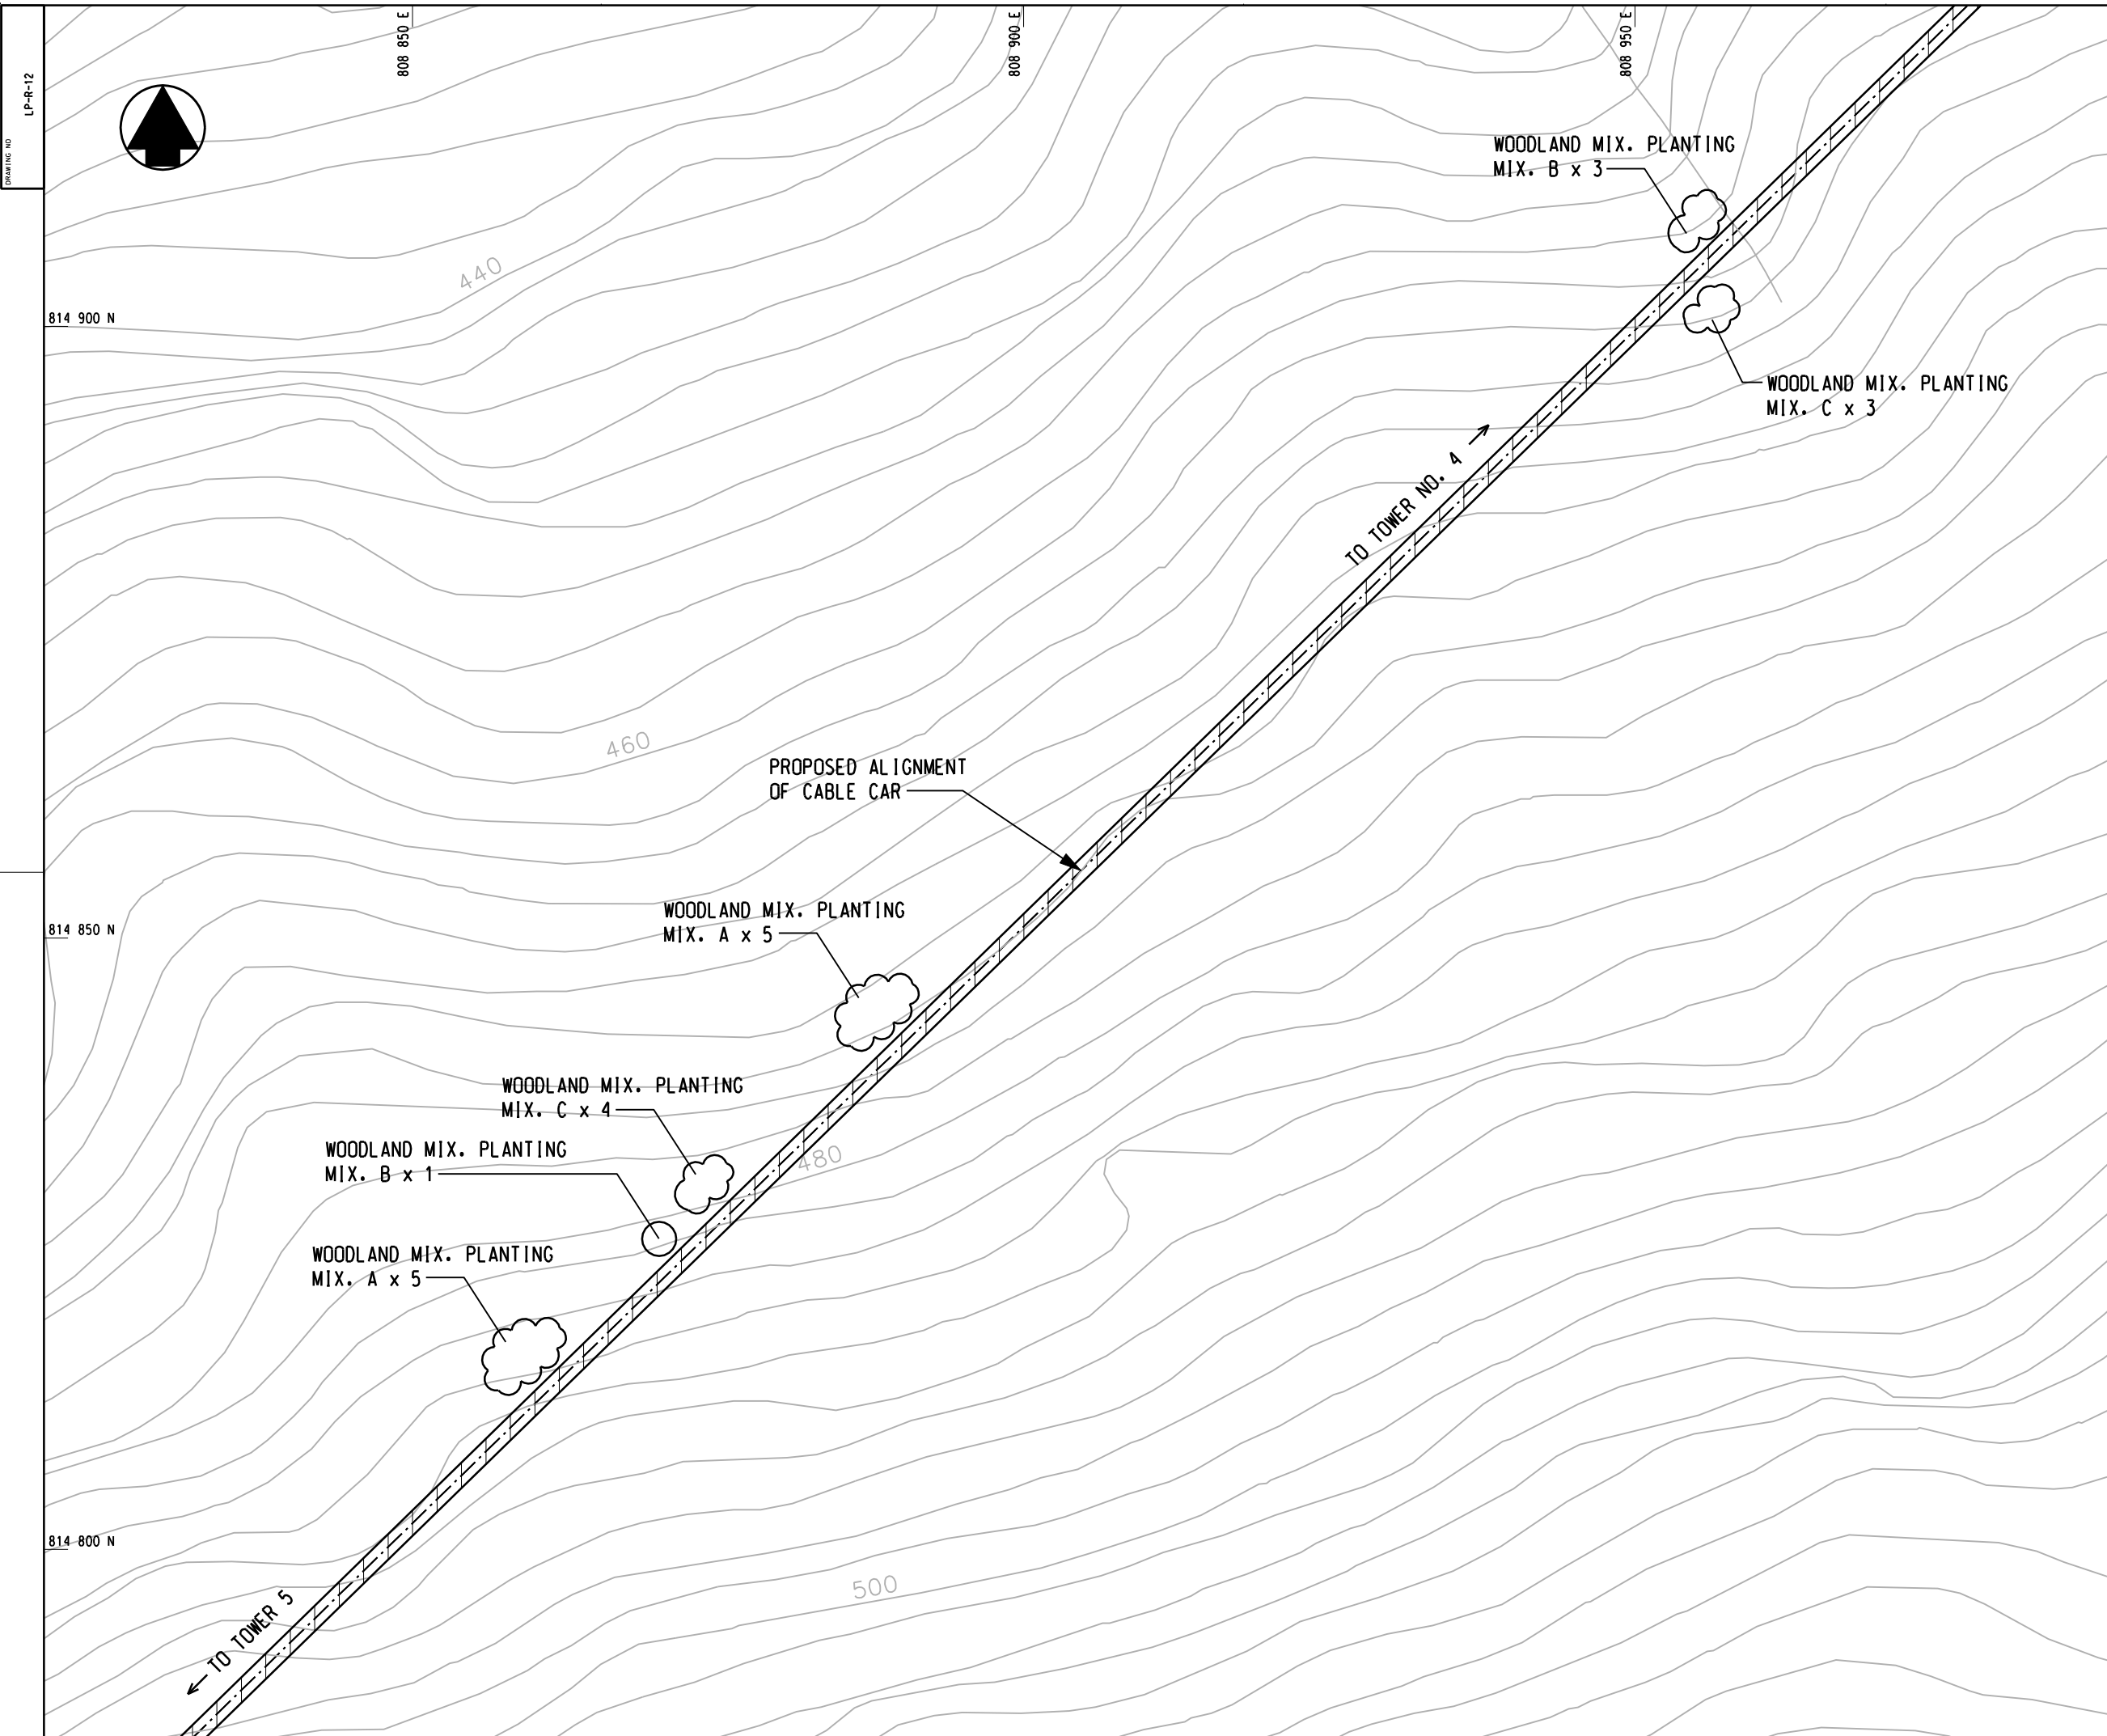 808 850 E
808 900 E
808 950 E
LP-R-12
DRAWING NO
WOODLAND MIX. PLANTING
MIX. B x 3
440
814 900 N
WOODLAND MIX. PLANTING
MIX. C x 3
TO TOWER NO. 4
460
PROPOSED ALIGNMENT
OF CABLE CAR
WOODLAND MIX. PLANTING
MIX. A x 5
814 850 N
WOODLAND MIX. PLANTING
MIX. C x 4
WOODLAND MIX. PLANTING
MIX. B x 1
480
WOODLAND MIX. PLANTING
MIX. A x 5
814 800 N
500
TO TOWER 5